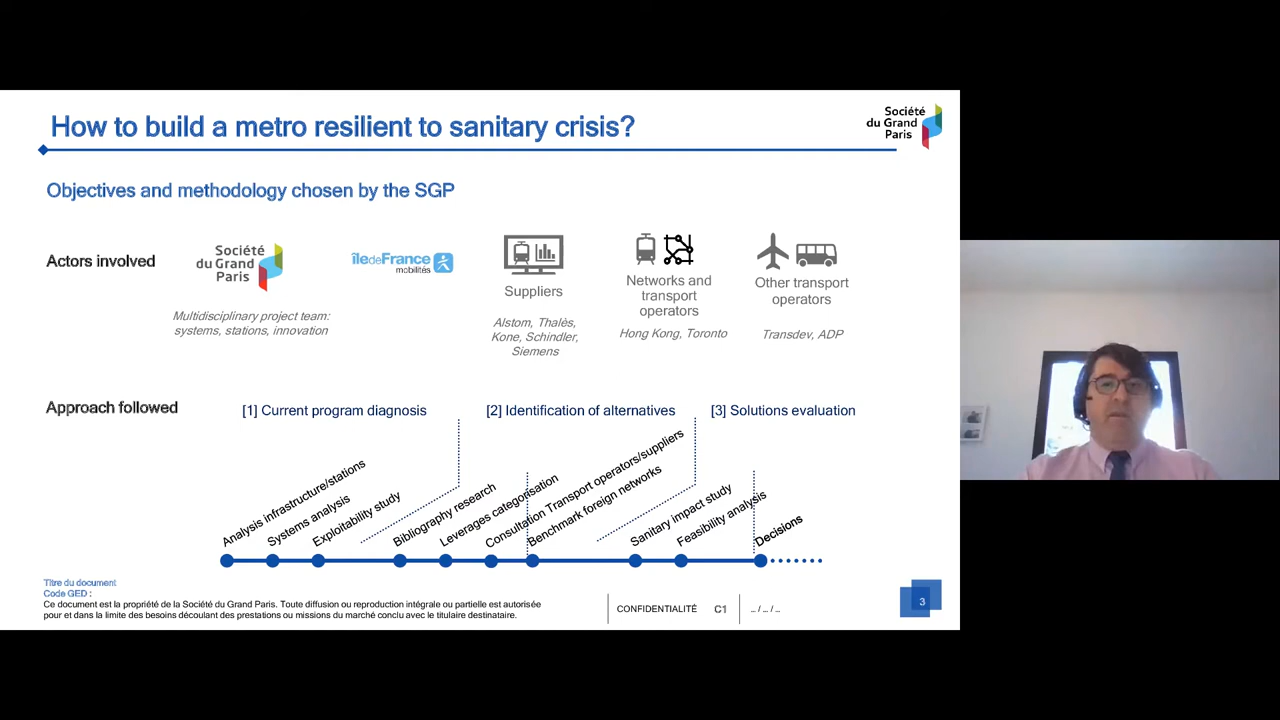 How to build a metro resilient to sanitary crisis?
Société
du Grand
Paris
Objectives and methodology chosen by the SGP
Actors involved
Société
du Grand
Paris
Multidisciplinary project team:
systems, stations, innovation
îledeFrance
mobilités
Suppliers
Alstom, Thalès,
Kone, Schindler,
Siemens
Networks and
transport
operators
Hong Kong, Toronto
Other transport
operators
Transdev, ADP
Approach followed
[1] Current program diagnosis
[2] Identification of alternatives
[3] Solutions evaluation
Analysis infrastructure/stations
Systems analysis
Exploitability study
Bibliography research
Leverages categorisation
Consultation Transport operators/suppliers
Benchmark foreign networks
Sanitary impact study
Feasibility analysis
Decisions
Titre du document
Code GED :
Ce document est la propriété de la Société du Grand Paris. Toute diffusion ou reproduction intégrale ou partielle est autorisée
pour et dans la limite des besoins découlant des prestations ou missions du marché conclu avec le titulaire destinataire.
CONFIDENTIALITÉ C1
.. / .. / ..
3